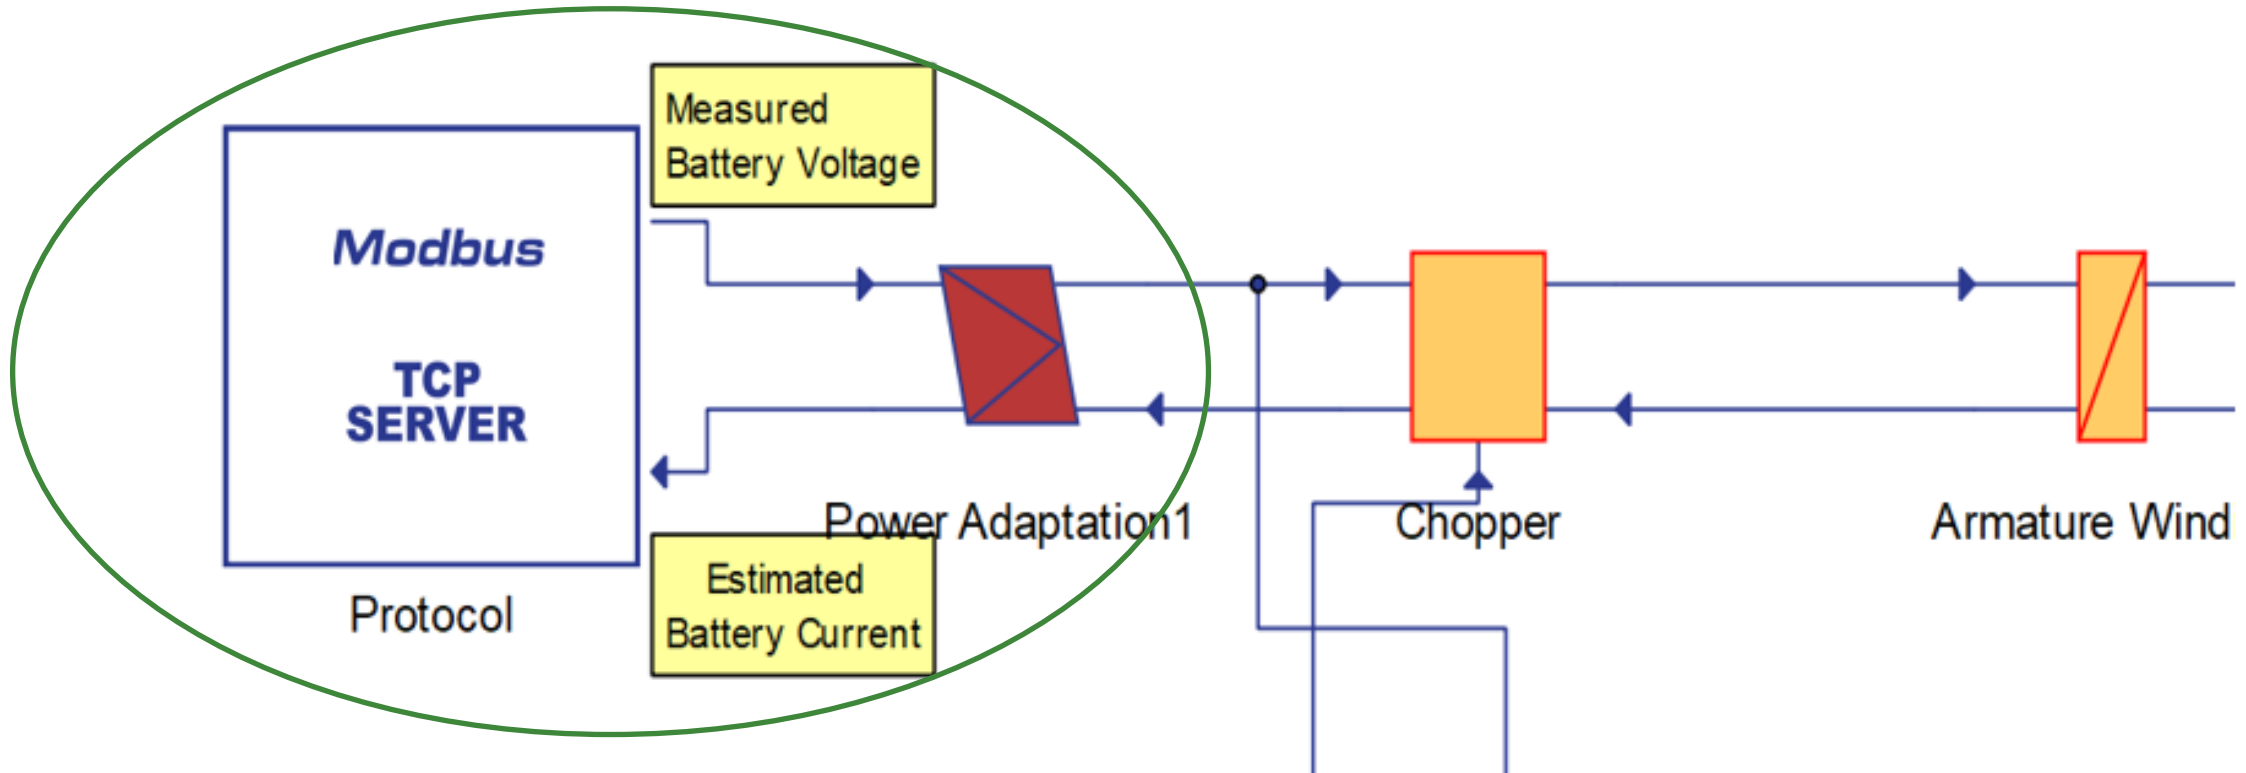 Measured
Battery Voltage
Modbus
TCP
SERVER
Power Adaptation1
Chopper
Armature Wind
Estimated
Battery Current
Protocol